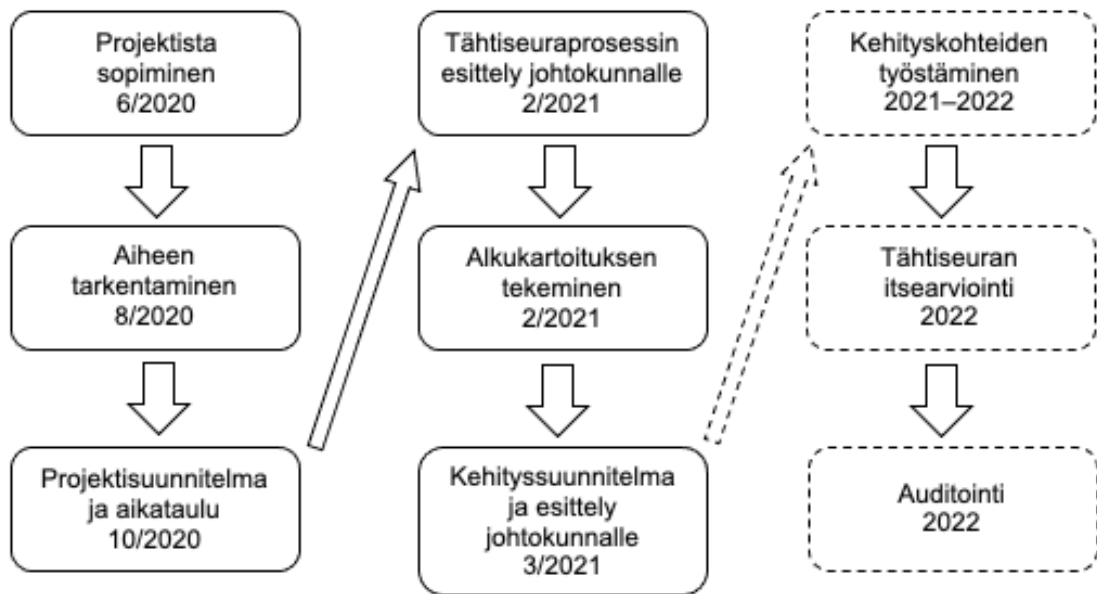 Projektista
sopiminen
6/2020
Aiheen
tarkentaminen
8/2020
Projektisuunnitelma
ja aikataulu
10/2020
Tähtiseuraprosessin
esittely johtokunnalle
2/2021
Alkukartoituksen
tekeminen
2/2021
Kehityssuunnitelma
ja esittely
johtokunnalle
3/2021
Kehityskohteiden
työstäminen
2021–2022
Tähtiseuran
itsearviointi
2022
Auditointi
2022